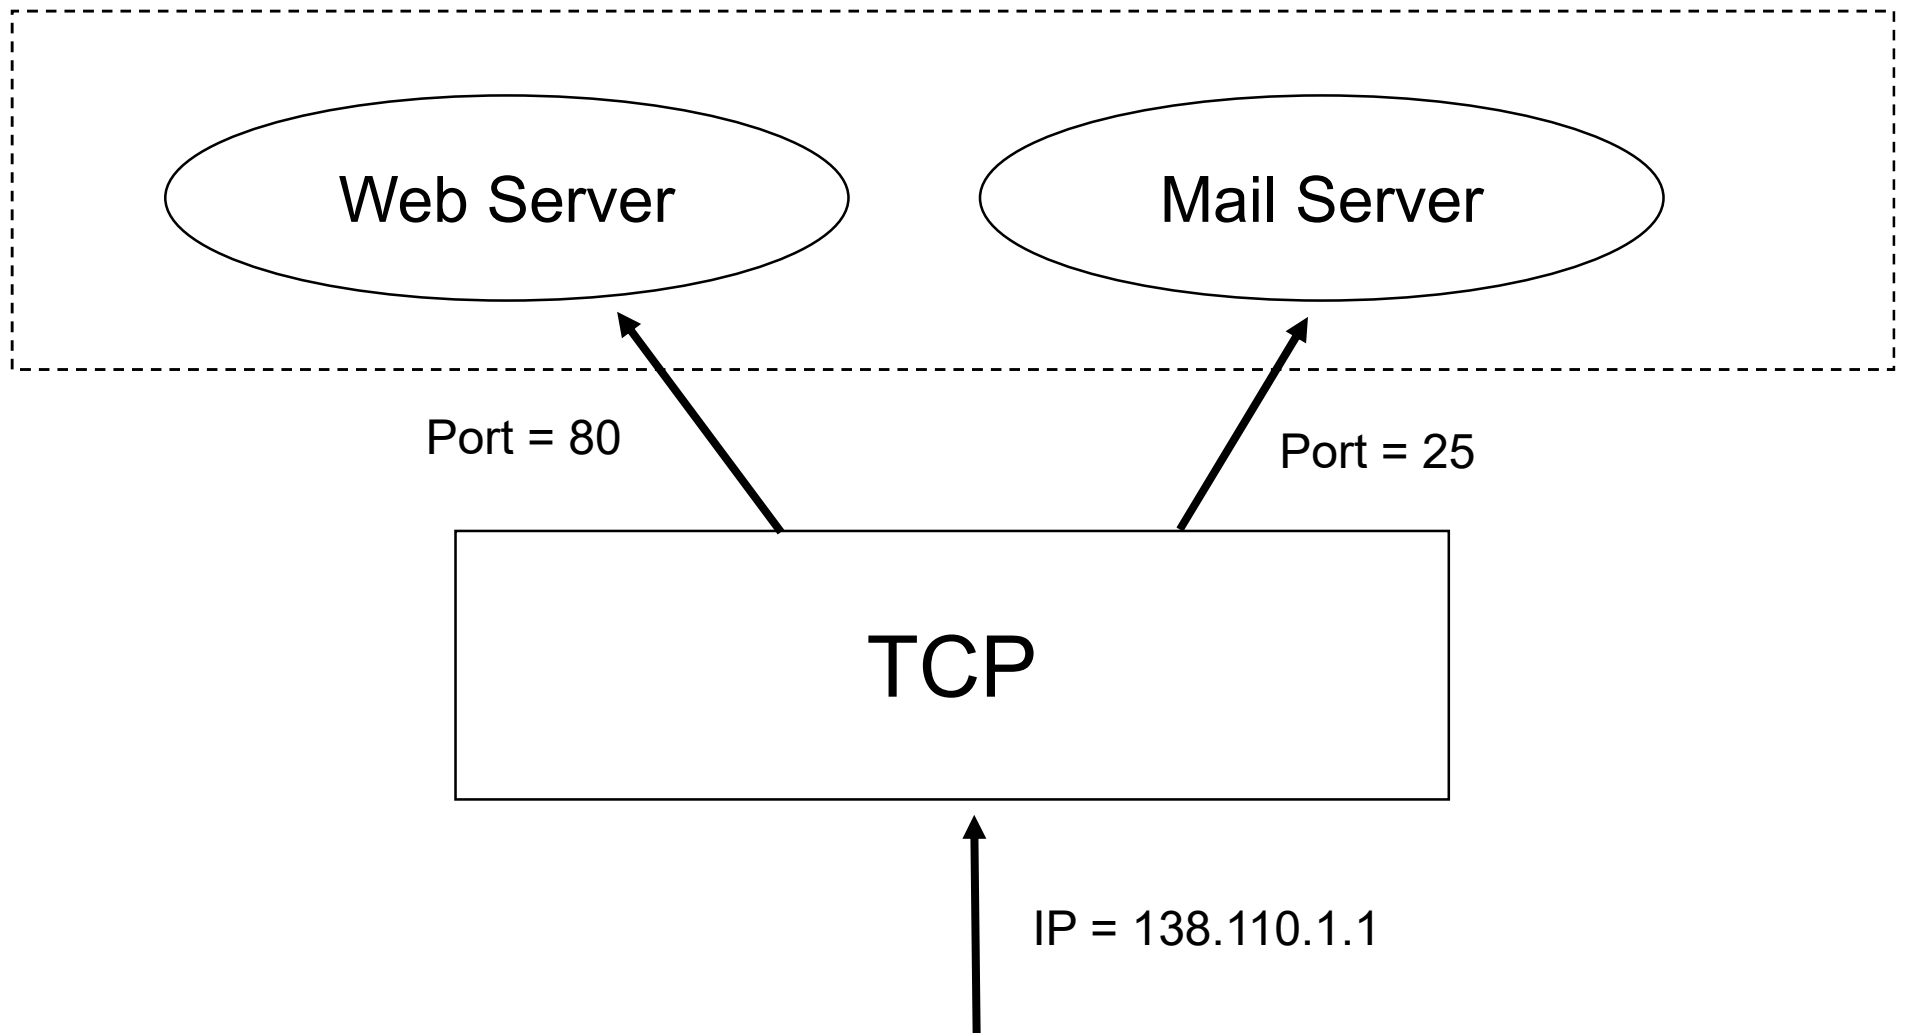 Web Server
Mail Server
Port = 80
Port = 25
TCP
IP = 138.110.1.1